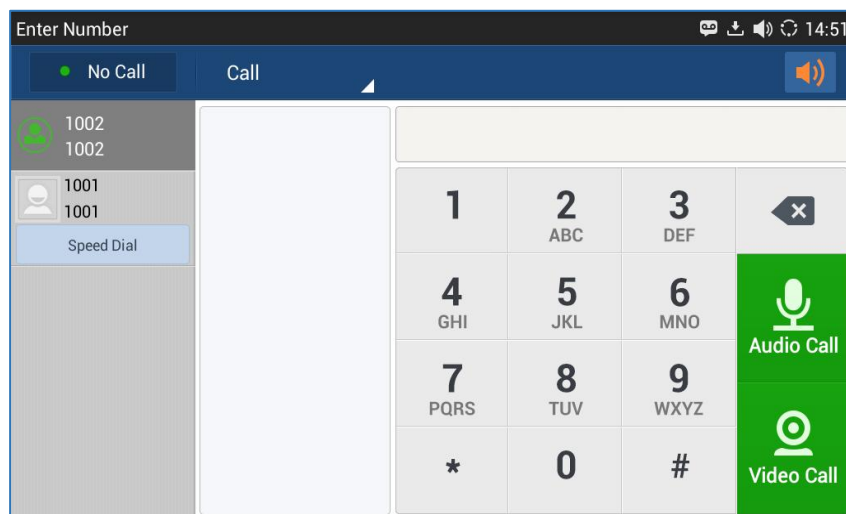 Enter Number
14:51
No Call
Call
1002
1002
1001
1001
Speed Dial
1
2
ABC
3
DEF
4
GHI
5
JKL
6
MNO
Audio Call
7
PQRS
8
TUV
9
WXYZ
*
0
#
Video Call